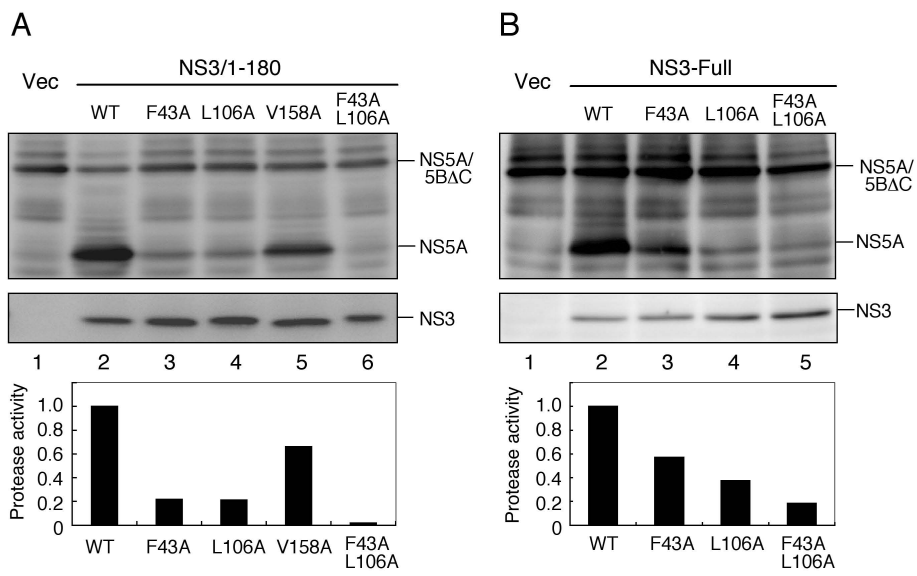 A
NS3/1-180
Vec
WT F43A L106A V158A F43A L106A
NS5A/
5BΔC
NS5A
NS3
1 2 3 4 5 6
Protease activity
1.0
0.8
0.6
0.4
0.2
0
WT F43A L106A V158A F43A
L106A
B
NS3-Full
Vec
WT F43A L106A F43A L106A
NS5A/
5BΔC
NS5A
NS3
1 2 3 4 5
Protease activity
1.0
0.8
0.6
0.4
0.2
0
WT F43A L106A F43A
L106A